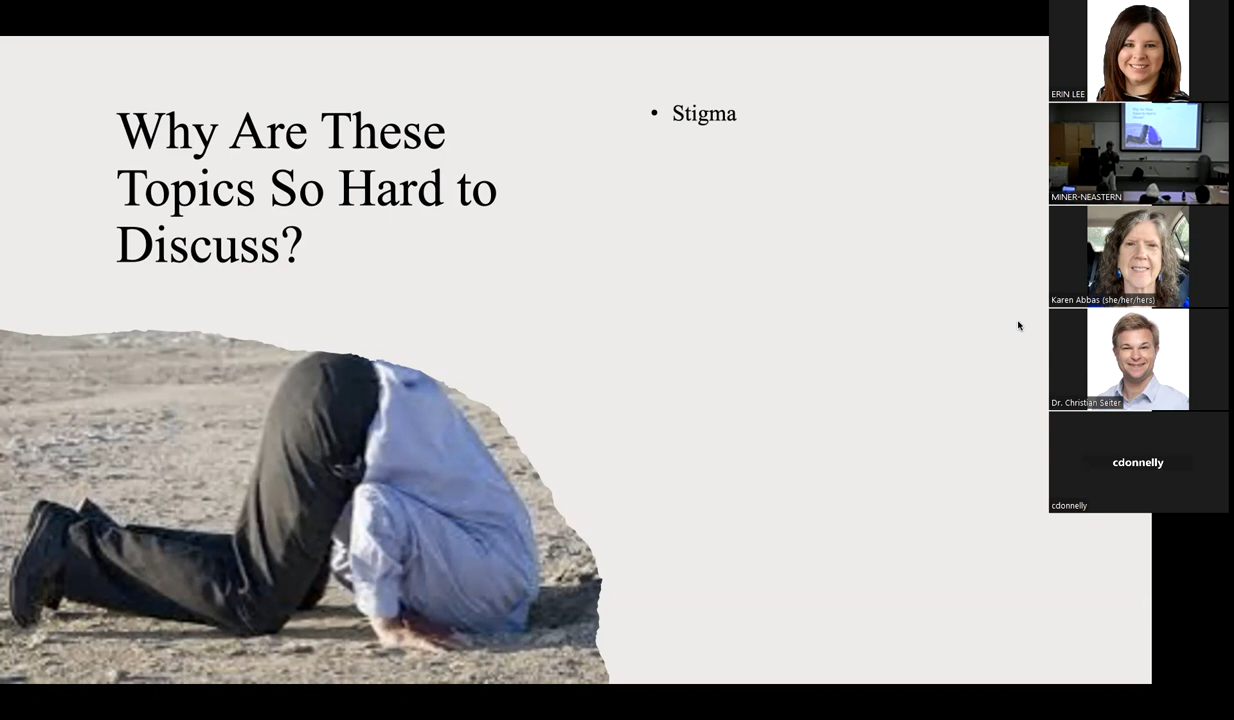 Why Are These
Topics So Hard to
Discuss?
• Stigma
ERIN LEE
MINER-NEASTERN
Karen Abbas (she/her/hers)
Dr. Christian Seiter
cdonnelly
cdonnelly